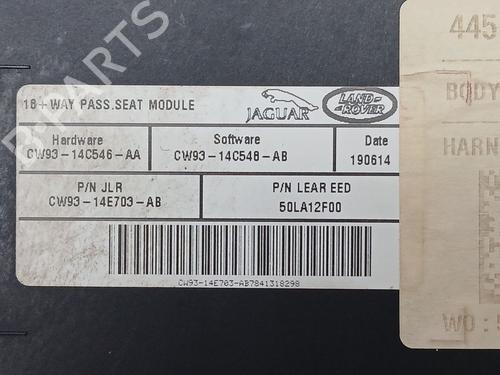 445
BODY
18+WAY PASS.SEAT MODULE
JAGUAR
LAND-
ROVER
HARN
Hardware
CW93-14C546-AA
Software
CW93-14C548-AB
Date
190614
P/N JLR
CW93-14E703-AB
P/N LEAR EED
50LA12F00
CW93-14E703-AB7841318298
WO: